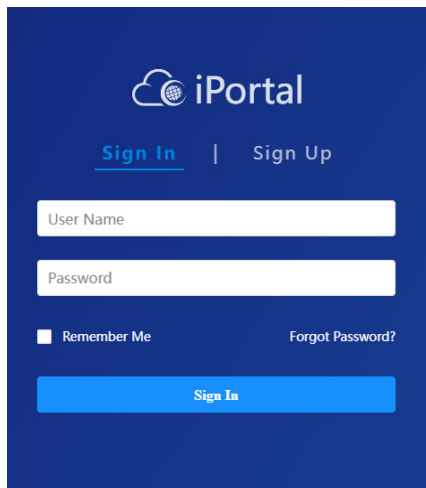 iPortal
Sign In | Sign Up
User Name
Password
Remember Me Forgot Password?
Sign In